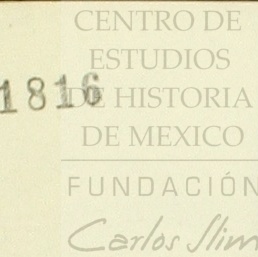 CENTRO DE
ESTUDIOS
DE HISTORIA
DE MEXICO
1816
FUNDACIÓN
Carlos Slim